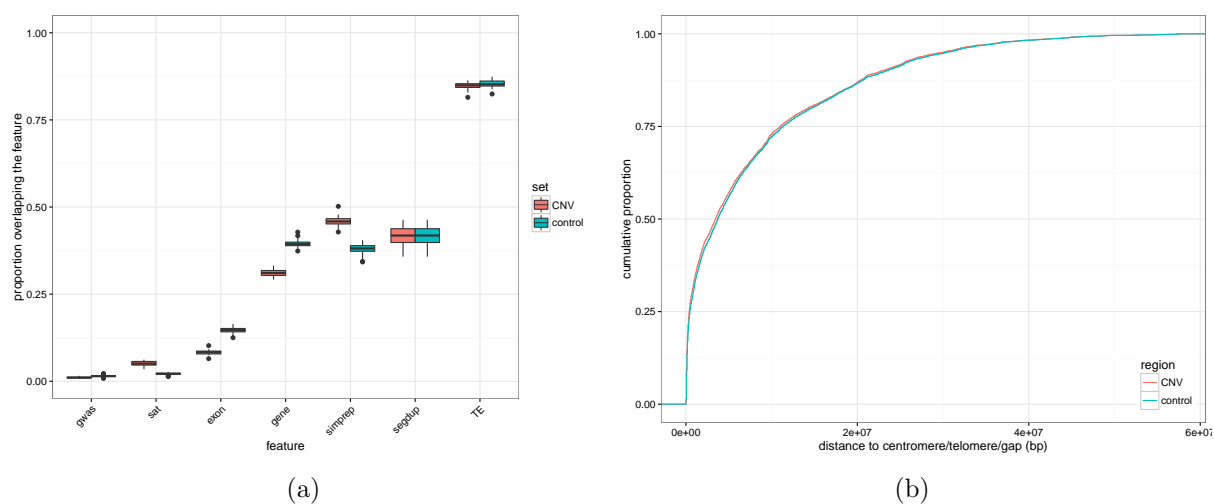 1.00
0.75
0.50
0.25
0.00
proportion overlapping the feature
gwas
sat
exon
gene
simprep
segdup
TE
feature
set
CNV
control
(a)
1.00
0.75
0.50
0.25
0.00
cumulative proportion
region
CNV
control
0e+00
2e+07
4e+07
6e+07
distance to centromere/telomere/gap (bp)
(b)